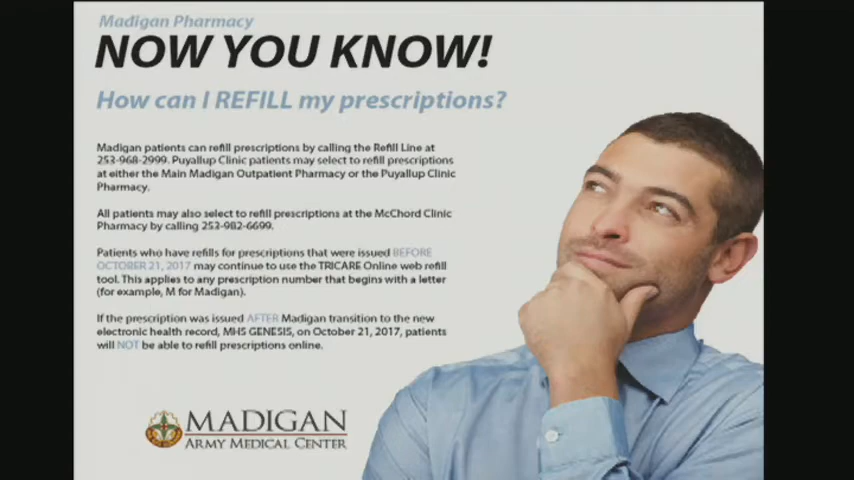 Madigan Pharmacy
NOW YOU KNOW!
How can I REFILL my prescriptions?
Madigan patients can refill prescriptions by calling the Refill Line at
253-968-2999. Puyallup Clinic patients may select to refill prescriptions
at either the Main Madigan Outpatient Pharmacy or the Puyallup Clinic
Pharmacy.
All patients may also select to refill prescriptions at the McChord Clinic
Pharmacy by calling 253-982-6699.
Patients who have refills for prescriptions that were issued BEFORE
OCTOBER 21, 2017 may continue to use the TRICARE Online web refill
tool. This applies to any prescription number that begins with a letter
(for example, M for Madigan).
If the prescription was issued AFTER Madigan transition to the new
electronic health record, MHS GENESIS, on October 21, 2017, patients
will NOT be able to refill prescriptions online.
MADIGAN
ARMY MEDICAL CENTER